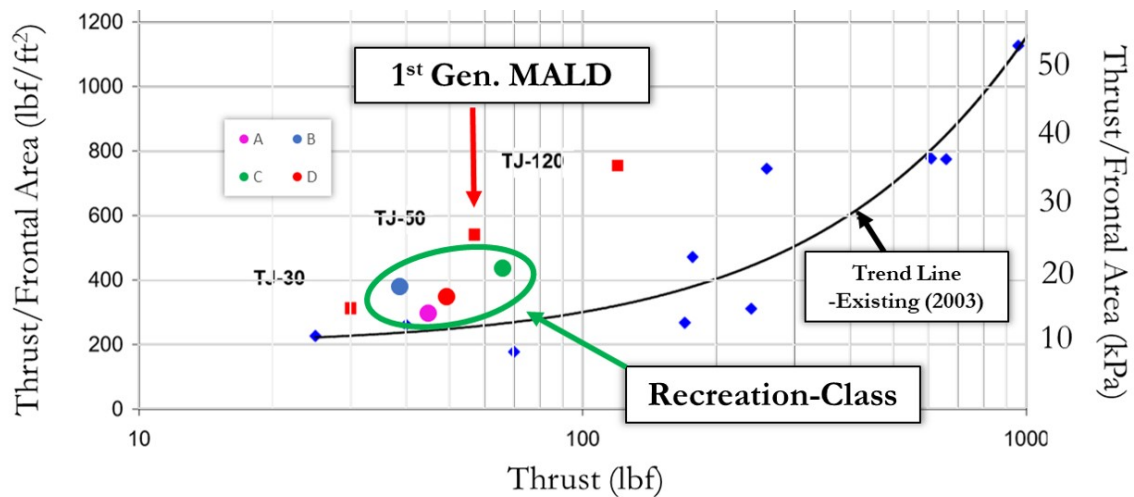 1200
1000
800
600
400
200
0
Thrust/Frontal Area (lbf/ft²)
1st Gen. MALD
A B
C D
TJ-120
TJ-50
TJ-30
Trend Line
-Existing (2003)
Recreation-Class
50
40
30
20
10
Thrust/Frontal Area (kPa)
10 100 1000
Thrust (lbf)